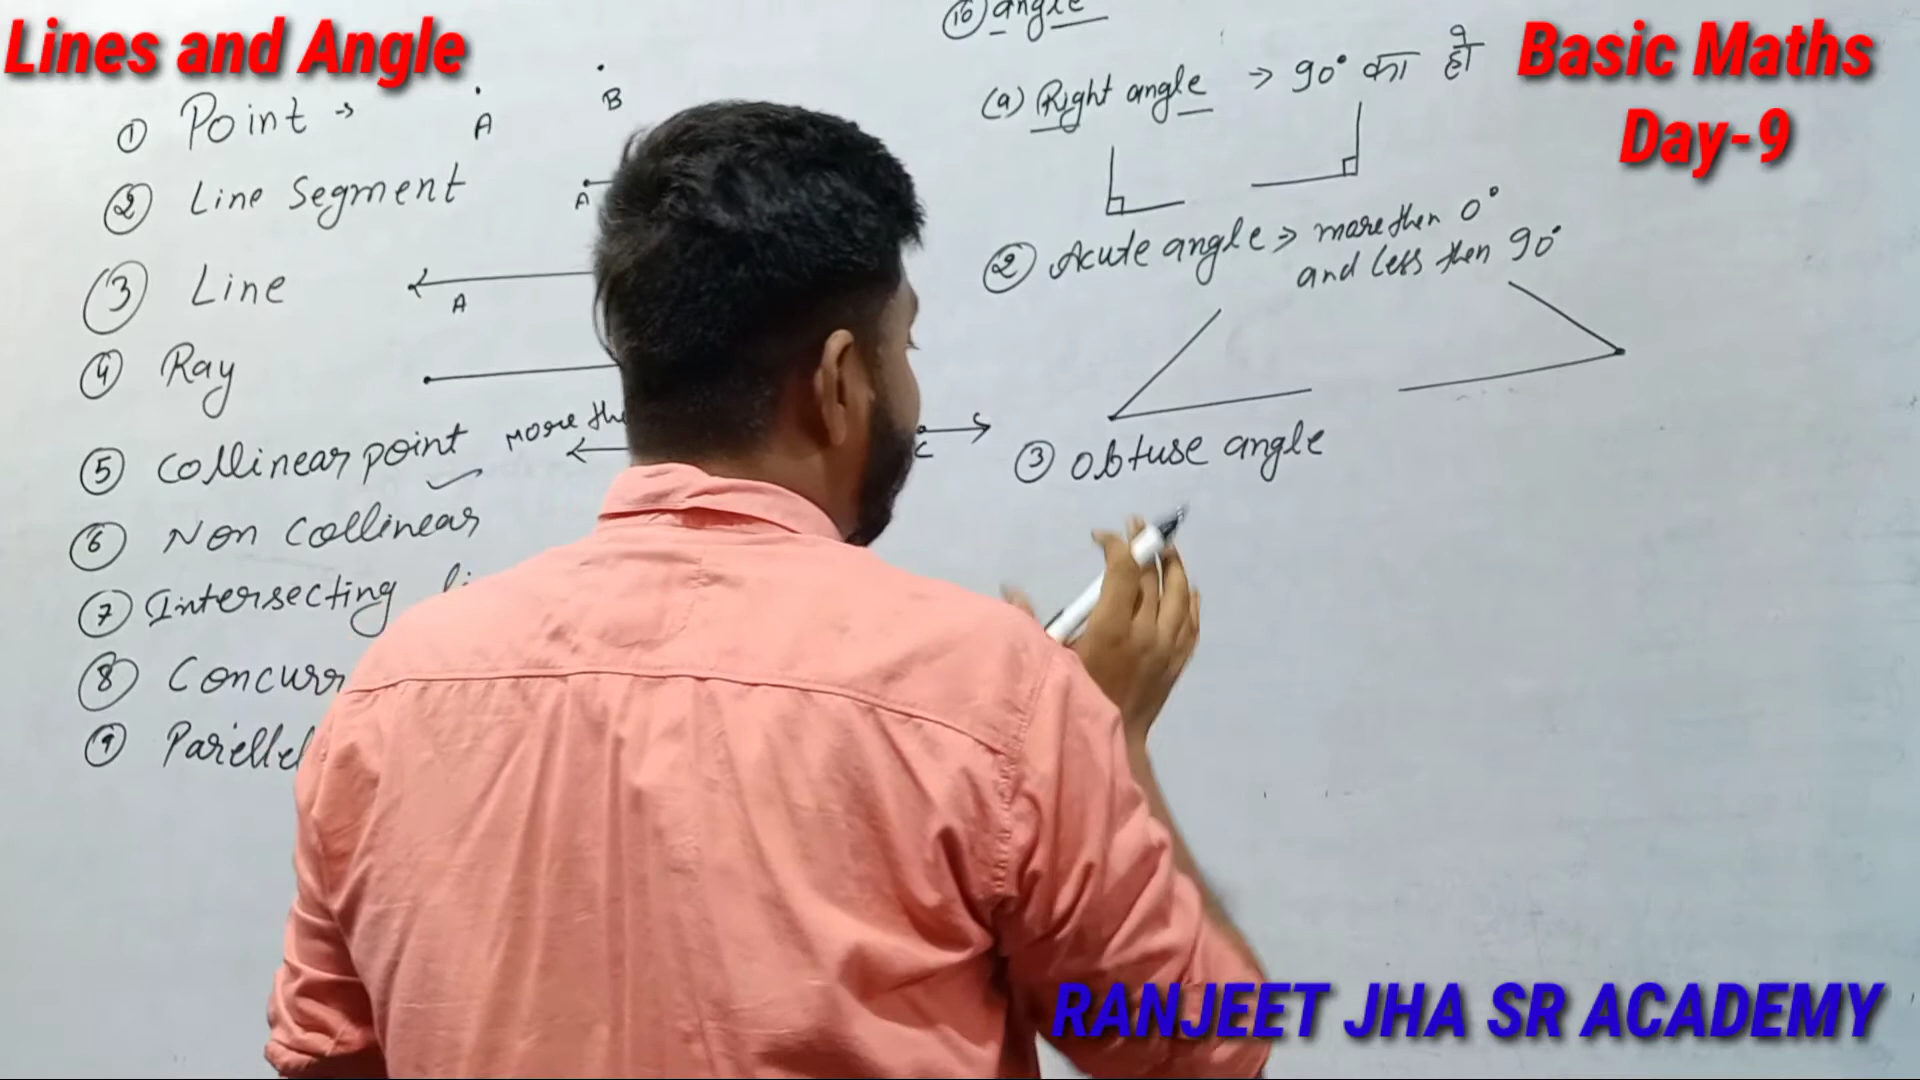 Lines and Angle
① Point →
A
B
② Line Segment
A
③ Line
A
④ Ray
⑤ Collinear point
more the
C
⑥ Non Collinear
⑦ Intersecting li
⑧ Concurr
⑨ Parellel
⑩ angle
(a) Right angle → 90° का हो
② Acute angle → more then 0°
and less then 90°
③ obtuse angle
Basic Maths
Day-9
RANJEET JHA SR ACADEMY